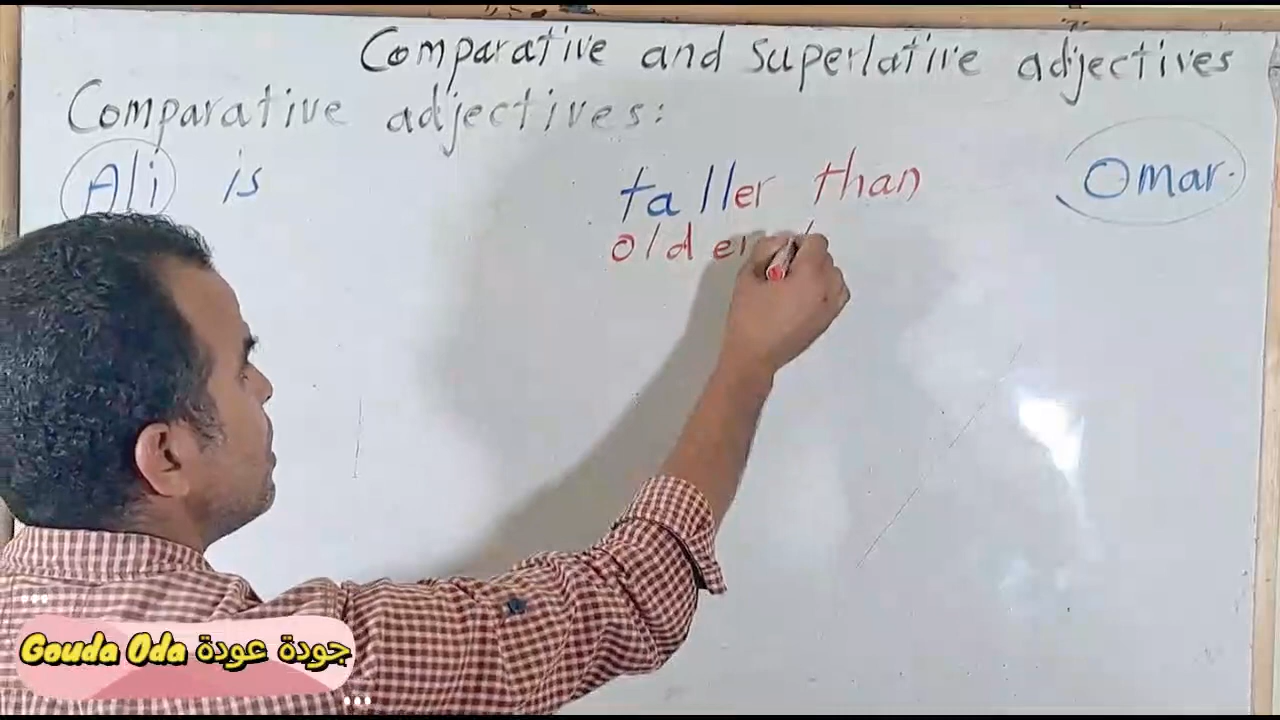 Comparative and superlative adjectives
Comparative adjectives:
Ali is taller than Omar.
older
Gouda Oda جودة عودة